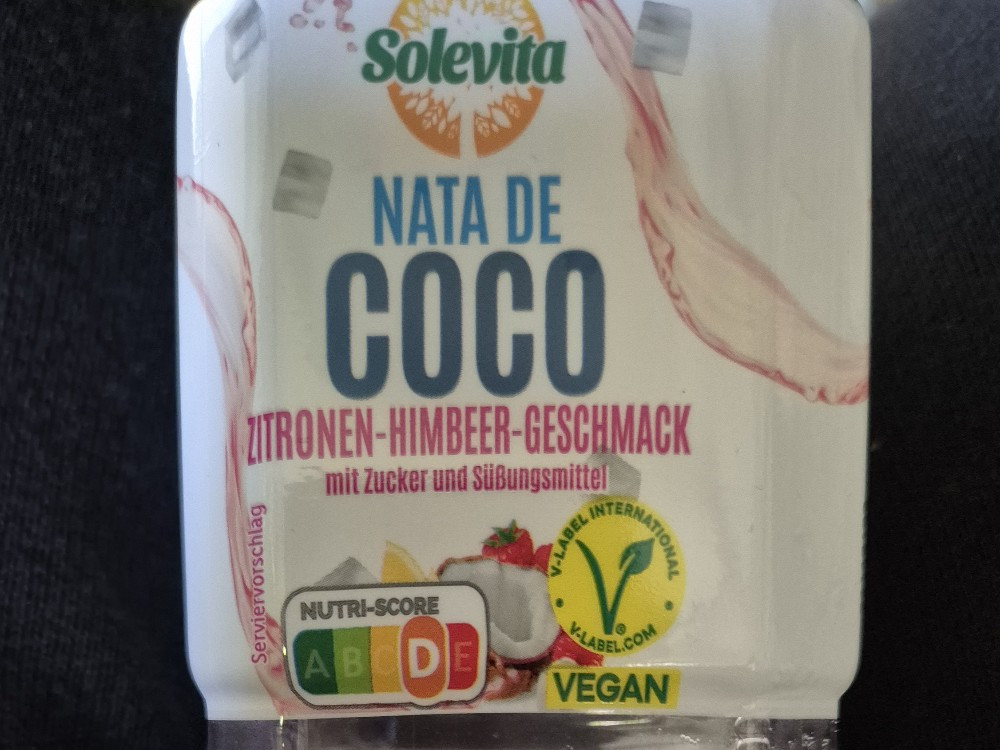 Solevita
NATA DE
COCO
ZITRONEN-HIMBEER-GESCHMACK
mit Zucker und Süßungsmittel
Serviervorschlag
NUTRI-SCORE
A B C D E
V-LABEL INTERNATIONAL
®
V-LABEL.COM
VEGAN